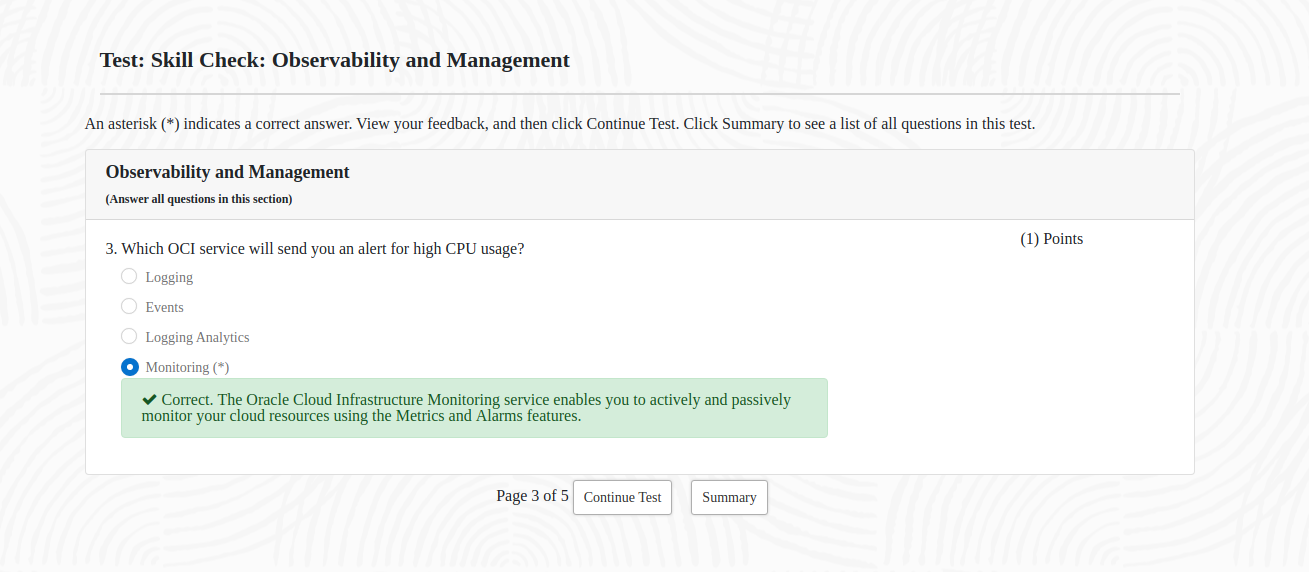 Test: Skill Check: Observability and Management
An asterisk (*) indicates a correct answer. View your feedback, and then click Continue Test. Click Summary to see a list of all questions in this test.
Observability and Management
(Answer all questions in this section)
3. Which OCI service will send you an alert for high CPU usage?
(1) Points
Logging
Events
Logging Analytics
Monitoring (*)
Correct. The Oracle Cloud Infrastructure Monitoring service enables you to actively and passively
monitor your cloud resources using the Metrics and Alarms features.
Page 3 of 5 Continue Test Summary